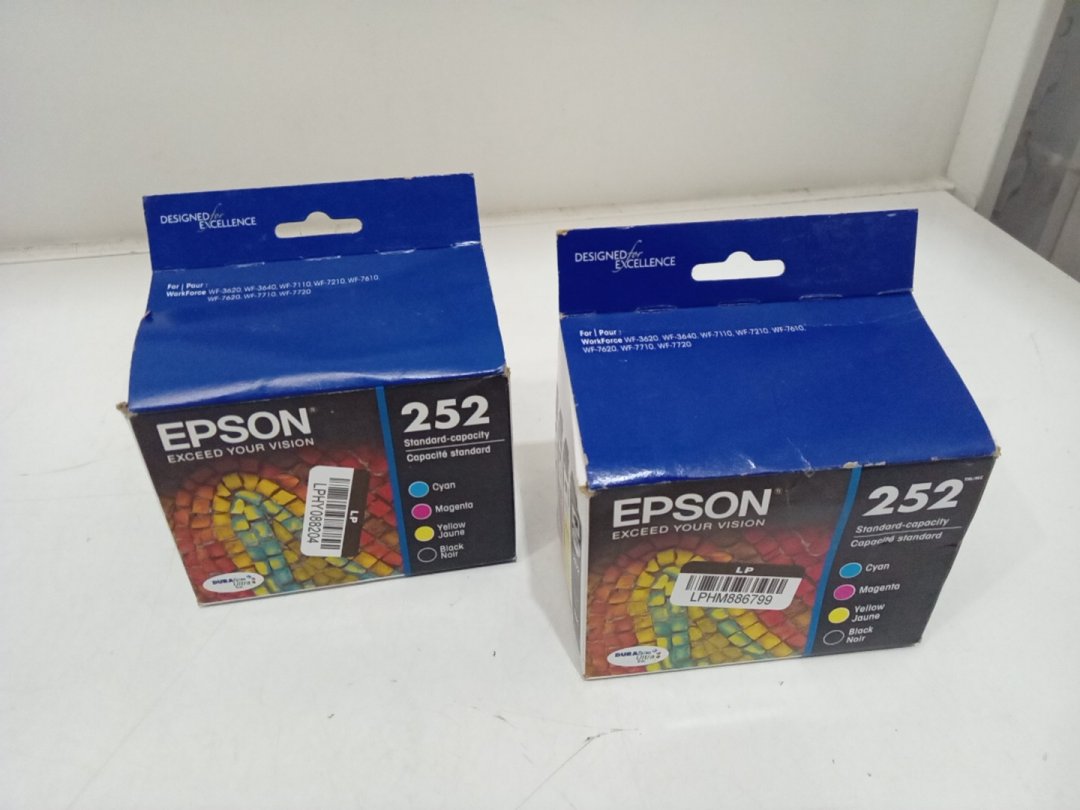 DESIGNED for
EXCELLENCE
For | Pour :
WorkForce WF-3620, WF-3640, WF-7110, WF-7210, WF-7610,
WF-7620, WF-7710, WF-7720
EPSON®
EXCEED YOUR VISION
252
Standard-capacity
Capacité standard
Cyan
Magenta
Yellow
Jaune
Black
Noir
LP
LPHY088204
DURABrite
Ultra
DESIGNED for
EXCELLENCE
For | Pour :
WorkForce WF-3620, WF-3640, WF-7110, WF-7210, WF-7610,
WF-7620, WF-7710, WF-7720
EPSON®
EXCEED YOUR VISION
252
Standard-capacity
Capacité standard
Cyan
Magenta
Yellow
Jaune
Black
Noir
LP
LPHM886799
DURABrite
Ultra